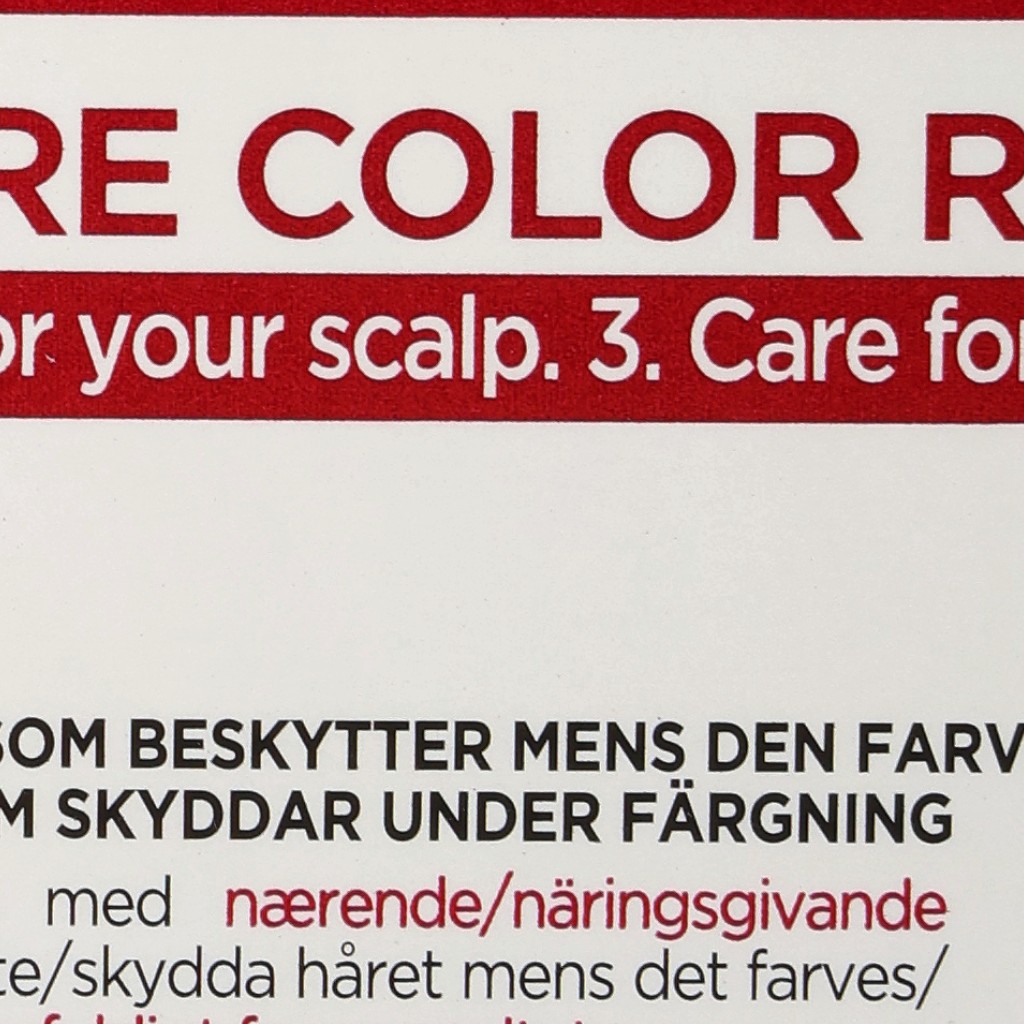 RE COLOR R
or your scalp. 3. Care for
SOM BESKYTTER MENS DEN FARV
M SKYDDAR UNDER FÄRGNING
med nærende/näringsgivande
te/skydda håret mens det farves/